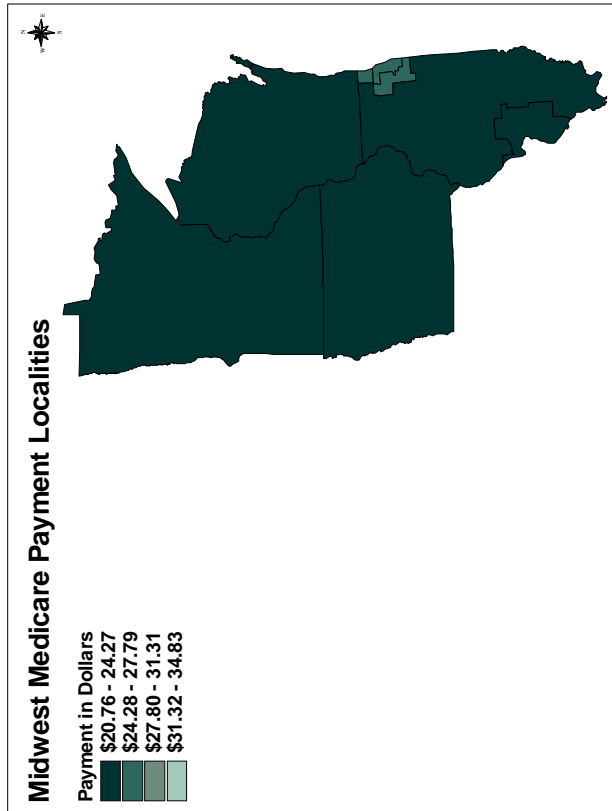 Midwest Medicare Payment Localities
Payment in Dollars
$20.76 - 24.27
$24.28 - 27.79
$27.80 - 31.31
$31.32 - 34.83
N
E
S
W